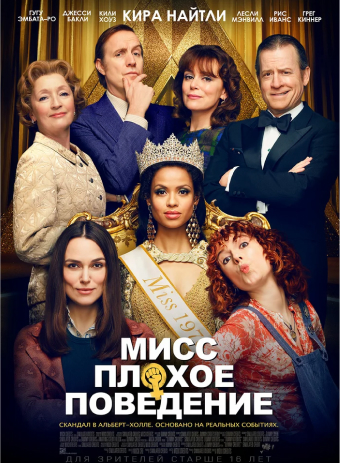 ГУГУ ЭМБАТА-РО
ДЖЕССИ БАКЛИ
КИЛИ ХОУЗ
КИРА НАЙТЛИ
ЛЕСЛИ МЭНВИЛЛ
РИС ИВАНС
ГРЕГ КИННЕР
Miss 197
МИСС
ПЛОХОЕ
ПОВЕДЕНИЕ
СКАНДАЛ В АЛЬБЕРТ-ХОЛЛЕ. ОСНОВАНО НА РЕАЛЬНЫХ СОБЫТИЯХ.
ДЛЯ ЗРИТЕЛЕЙ СТАРШЕ 16 ЛЕТ